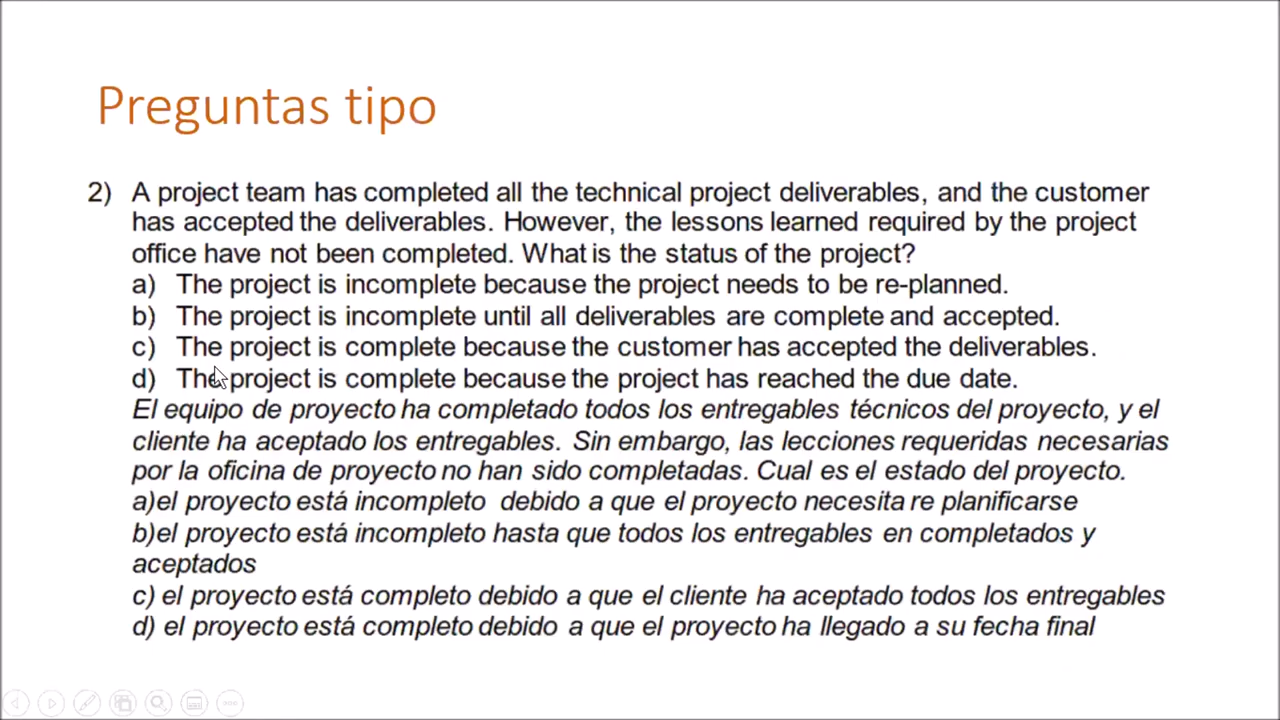 Preguntas tipo
2) A project team has completed all the technical project deliverables, and the customer
has accepted the deliverables. However, the lessons learned required by the project
office have not been completed. What is the status of the project?
a) The project is incomplete because the project needs to be re-planned.
b) The project is incomplete until all deliverables are complete and accepted.
c) The project is complete because the customer has accepted the deliverables.
d) The project is complete because the project has reached the due date.
El equipo de proyecto ha completado todos los entregables técnicos del proyecto, y el
cliente ha aceptado los entregables. Sin embargo, las lecciones requeridas necesarias
por la oficina de proyecto no han sido completadas. Cual es el estado del proyecto.
a)el proyecto está incompleto debido a que el proyecto necesita re planificarse
b)el proyecto está incompleto hasta que todos los entregables en completados y
aceptados
c) el proyecto está completo debido a que el cliente ha aceptado todos los entregables
d) el proyecto está completo debido a que el proyecto ha llegado a su fecha final